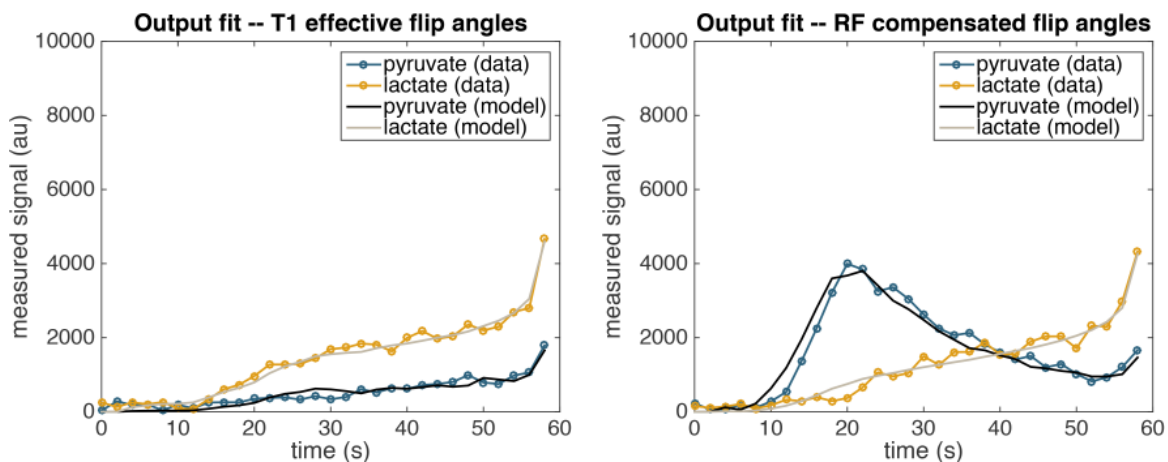 Output fit -- T1 effective flip angles
10000
8000
6000
4000
2000
0
measured signal (au)
pyruvate (data)
lactate (data)
pyruvate (model)
lactate (model)
0 10 20 30 40 50 60
time (s)
Output fit -- RF compensated flip angles
10000
8000
6000
4000
2000
0
measured signal (au)
pyruvate (data)
lactate (data)
pyruvate (model)
lactate (model)
0 10 20 30 40 50 60
time (s)